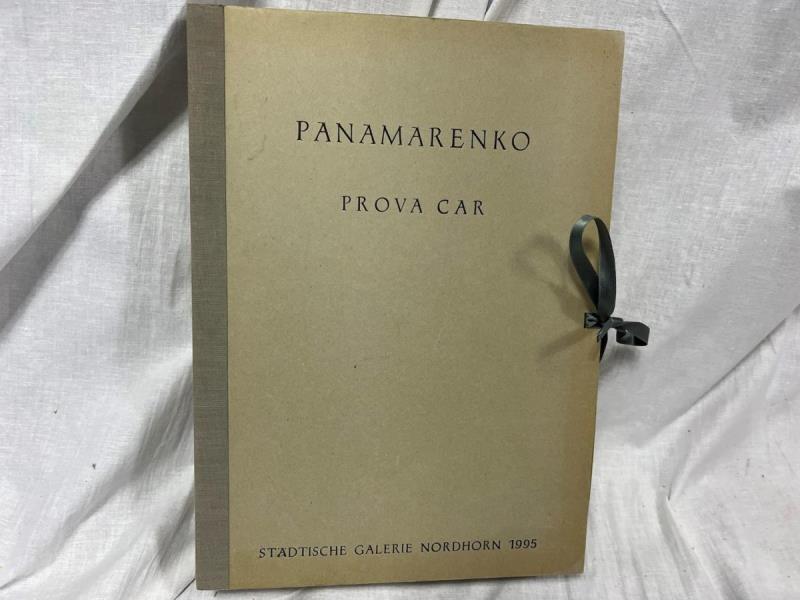 PANAMARENKO
PROVA CAR
STÄDTISCHE GALERIE NORDHORN 1995